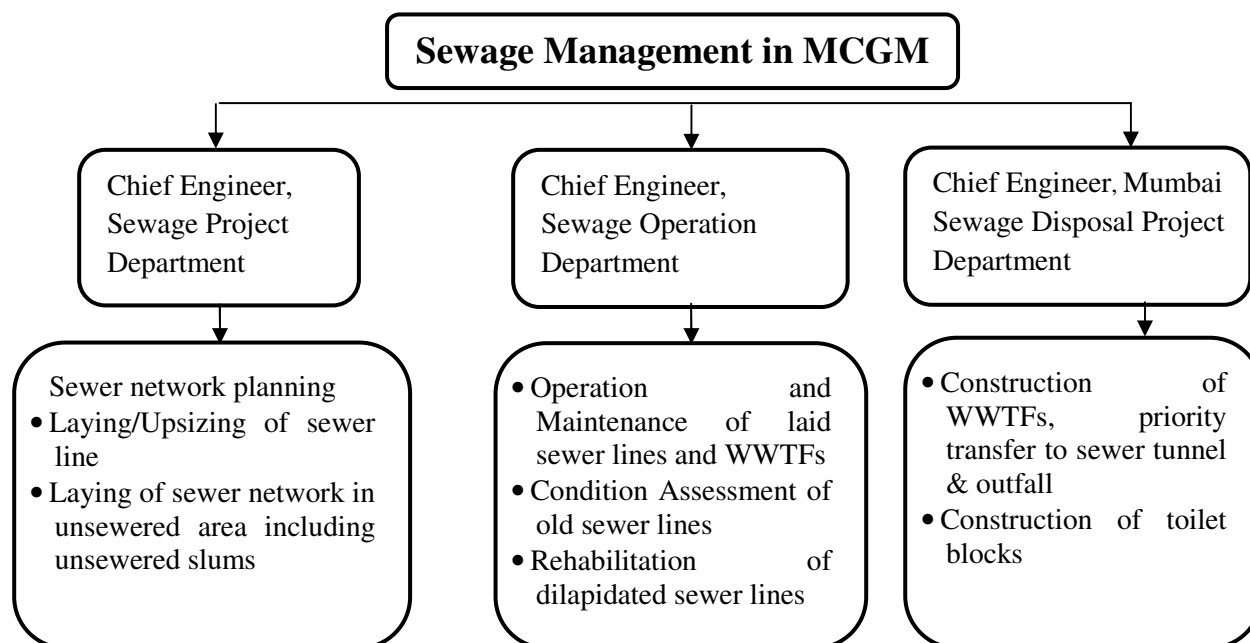 Sewage Management in MCGM
Chief Engineer,
Sewage Project
Department
Chief Engineer,
Sewage Operation
Department
Chief Engineer, Mumbai
Sewage Disposal Project
Department
Sewer network planning
• Laying/Upsizing of sewer
line
• Laying of sewer network in
unsewered area including
unsewered slums
• Operation and
Maintenance of laid
sewer lines and WWTFs
• Condition Assessment of
old sewer lines
• Rehabilitation of
dilapidated sewer lines
• Construction of
WWTFs, priority
transfer to sewer tunnel
& outfall
• Construction of toilet
blocks